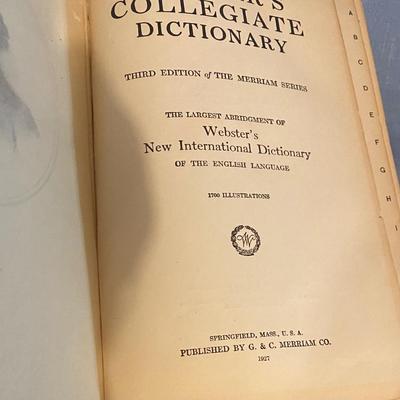 COLLEGIATE
DICTIONARY
THIRD EDITION of THE MERRIAM SERIES
THE LARGEST ABRIDGMENT OF
Webster's
New International Dictionary
OF THE ENGLISH LANGUAGE
1700 ILLUSTRATIONS
W
SPRINGFIELD, MASS., U. S. A.
PUBLISHED BY G. & C. MERRIAM CO.
1927
A
B
C
D
E
F
G
H
I